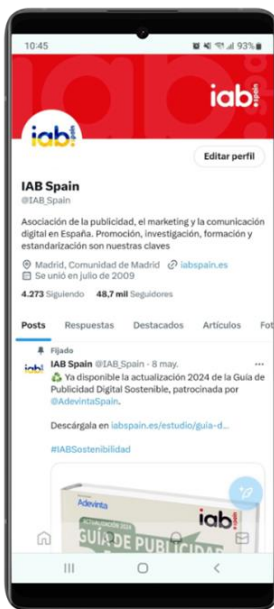 10:45
93%
iab
spain
iab
spain
Editar perfil
IAB Spain
@IAB_Spain
Asociación de la publicidad, el marketing y la comunicación
digital en España. Promoción, investigación, formación y
estandarización son nuestras claves
Madrid, Comunidad de Madrid iabspain.es
Se unió en julio de 2009
4.273 Siguiendo 48,7 mil Seguidores
Posts Respuestas Destacados Artículos Fot
Fijado
IAB Spain @IAB_Spain · 8 may.
Ya disponible la actualización 2024 de la Guía de
Publicidad Digital Sostenible, patrocinada por
@AdevintaSpain.
Descárgala en iabspain.es/estudio/guia-d...
#IABSostenibilidad
Adevinta
iab
ACTUALIZACIÓN 2024
GUÍA DE PUBLICIDAD